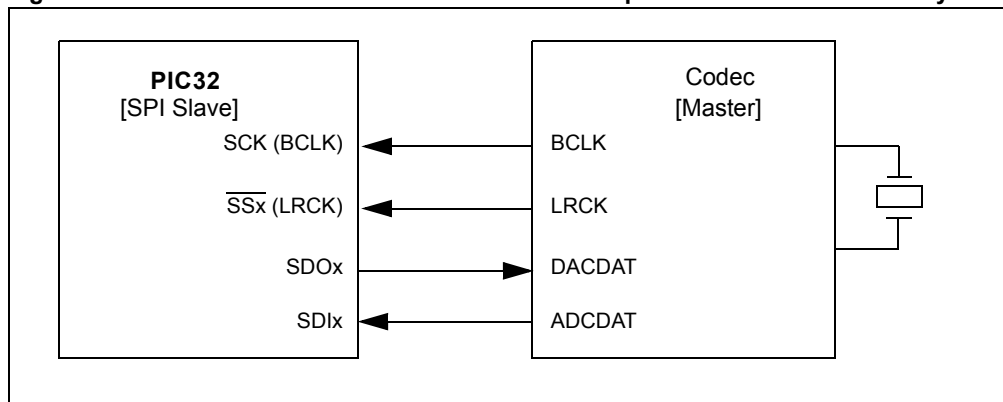 PIC32
[SPI Slave]
SCK (BCLK)
SSx (LRCK)
SDOx
SDIx
Codec
[Master]
BCLK
LRCK
DACDAT
ADCDAT